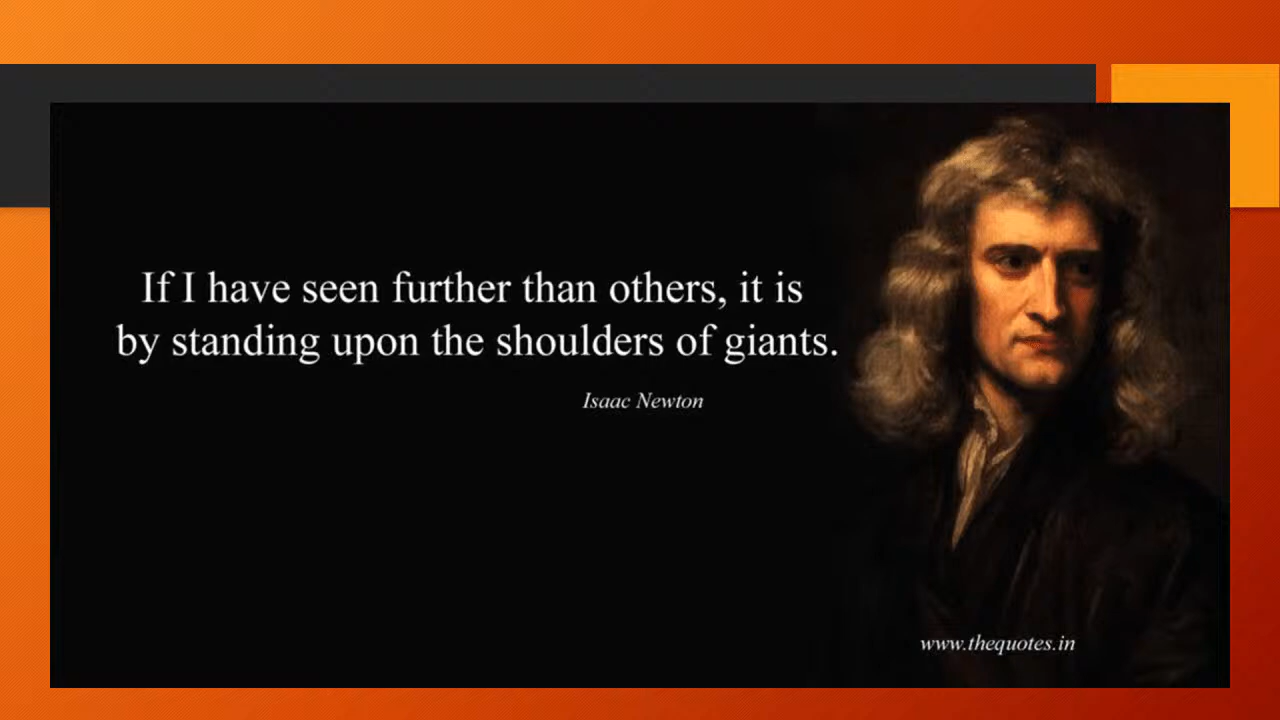 If I have seen further than others, it is
by standing upon the shoulders of giants.
Isaac Newton
www.thequotes.in